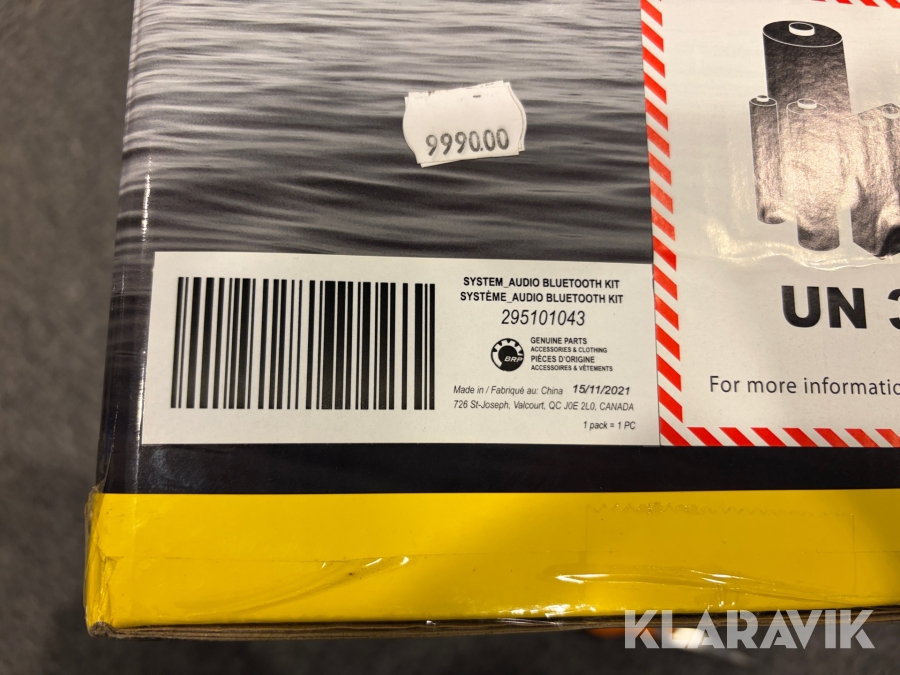 9990.00
SYSTEM_AUDIO BLUETOOTH KIT
SYSTÈME_AUDIO BLUETOOTH KIT
295101043
BRP
GENUINE PARTS
ACCESSORIES & CLOTHING
PIÈCES D'ORIGINE
ACCESSOIRES & VÊTEMENTS
Made in / Fabriqué au: China 15/11/2021
726 St-Joseph, Valcourt, QC J0E 2L0, CANADA
1 pack = 1 PC
UN
For more
KLARAVIK